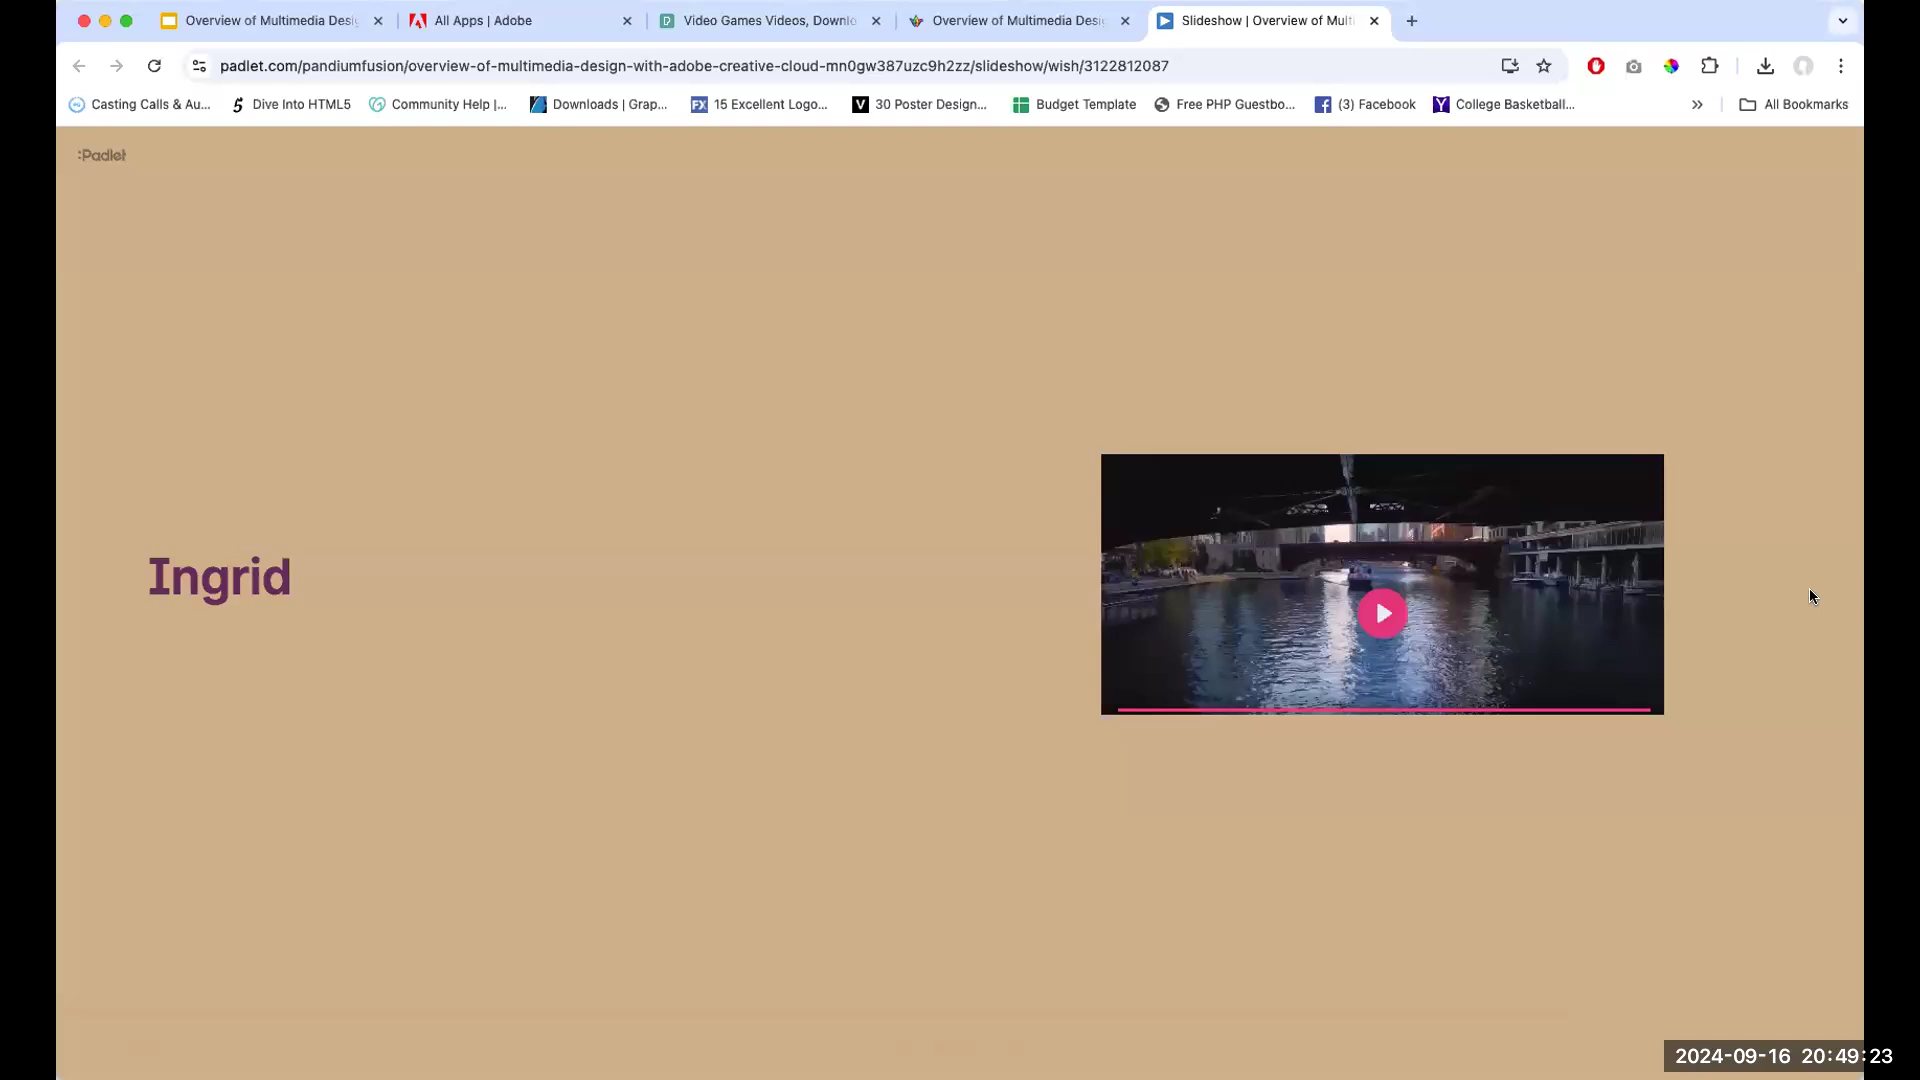 Overview of Multimedia Desi
All Apps | Adobe
Video Games Videos, Downlo
Overview of Multimedia Desi
Slideshow | Overview of Multi
padlet.com/pandiumfusion/overview-of-multimedia-design-with-adobe-creative-cloud-mn0gw387uzc9h2zz/slideshow/wish/3122812087
Casting Calls & Au...
Dive Into HTML5
Community Help |...
Downloads | Grap...
FX
15 Excellent Logo...
V
30 Poster Design...
Budget Template
Free PHP Guestbo...
(3) Facebook
Y
College Basketball...
All Bookmarks
:Padlet
Ingrid
2024-09-16 20:49:23